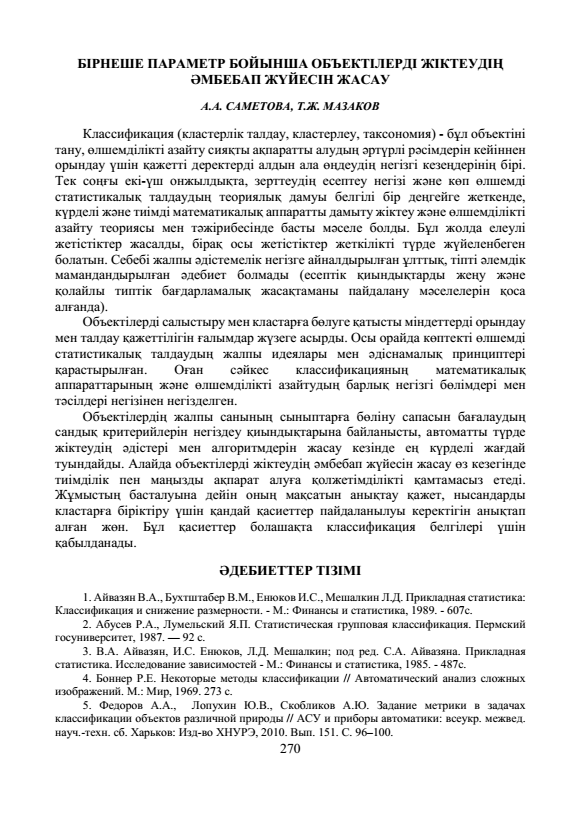 БІРНЕШЕ ПАРАМЕТР БОЙЫНША ОБЪЕКТІЛЕРДІ ЖІКТЕУДІҢ
ӘМБЕБАП ЖҮЙЕСІН ЖАСАУ
А.А. САМЕТОВА, Т.Ж. МАЗАКОВ
Классификация (кластерлік талдау, кластерлеу, таксономия) - бұл объектіні
тану, өлшемділікті азайту сияқты ақпаратты алудың әртүрлі рәсімдерін кейіннен
орындау үшін қажетті деректерді алдын ала өңдеудің негізгі кезеңдерінің бірі.
Тек соңғы екі-үш онжылдықта, зерттеудің есептеу негізі және көп өлшемді
статистикалық талдаудың теориялық дамуы белгілі бір деңгейге жеткенде,
күрделі және тиімді математикалық аппаратты дамыту жіктеу және өлшемділікті
азайту теориясы мен тәжірибесінде басты мәселе болды. Бұл жолда елеулі
жетістіктер жасалды, бірақ осы жетістіктер жеткілікті түрде жүйеленбеген
болатын. Себебі жалпы әдістемелік негізге айналдырылған ұлттық, тіпті әлемдік
мамандандырылған әдебиет болмады (есептік қиындықтарды жеңу және
қолайлы типтік бағдарламалық жасақтаманы пайдалану мәселелерін қоса
алғанда).
Объектілерді салыстыру мен кластарға бөлуге қатысты міндеттерді орындау
мен талдау қажеттілігін ғалымдар жүзеге асырды. Осы орайда көптекті өлшемді
статистикалық талдаудың жалпы идеялары мен әдіснамалық принциптері
қарастырылған. Оған сәйкес классификацияның математикалық
аппараттарының және өлшемділікті азайтудың барлық негізгі бөлімдері мен
тәсілдері негізінен негізделген.
Объектілердің жалпы санының сыныптарға бөліну сапасын бағалаудың
сандық критерийлерін негіздеу қиындықтарына байланысты, автоматты түрде
жіктеудің әдістері мен алгоритмдерін жасау кезінде ең күрделі жағдай
туындайды. Алайда объектілерді жіктеудің әмбебап жүйесін жасау өз кезегінде
тиімділік пен маңызды ақпарат алуға қолжетімділікті қамтамасыз етеді.
Жұмыстың басталуына дейін оның мақсатын анықтау қажет, нысандарды
кластарға біріктіру үшін қандай қасиеттер пайдаланылуы керектігін анықтап
алған жөн. Бұл қасиеттер болашақта классификация белгілері үшін
қабылданады.
ӘДЕБИЕТТЕР ТІЗІМІ
1. Айвазян В.А., Бухтштабер В.М., Енюков И.С., Мешалкин Л.Д. Прикладная статистика:
Классификация и снижение размерности. - М.: Финансы и статистика, 1989. - 607с.
2. Абусев Р.А., Лумельский Я.П. Статистическая групповая классификация. Пермский
госуниверситет, 1987. — 92 с.
3. В.А. Айвазян, И.С. Енюков, Л.Д. Мешалкин; под ред. С.А. Айвазяна. Прикладная
статистика. Исследование зависимостей - М.: Финансы и статистика, 1985. - 487с.
4. Боннер Р.Е. Некоторые методы классификации // Автоматический анализ сложных
изображений. М.: Мир, 1969. 273 с.
5. Федоров А.А., Лопухин Ю.В., Скобликов А.Ю. Задание метрики в задачах
классификации объектов различной природы // АСУ и приборы автоматики: всеукр. межвед.
науч.-техн. сб. Харьков: Изд-во ХНУРЭ, 2010. Вып. 151. С. 96–100.
270